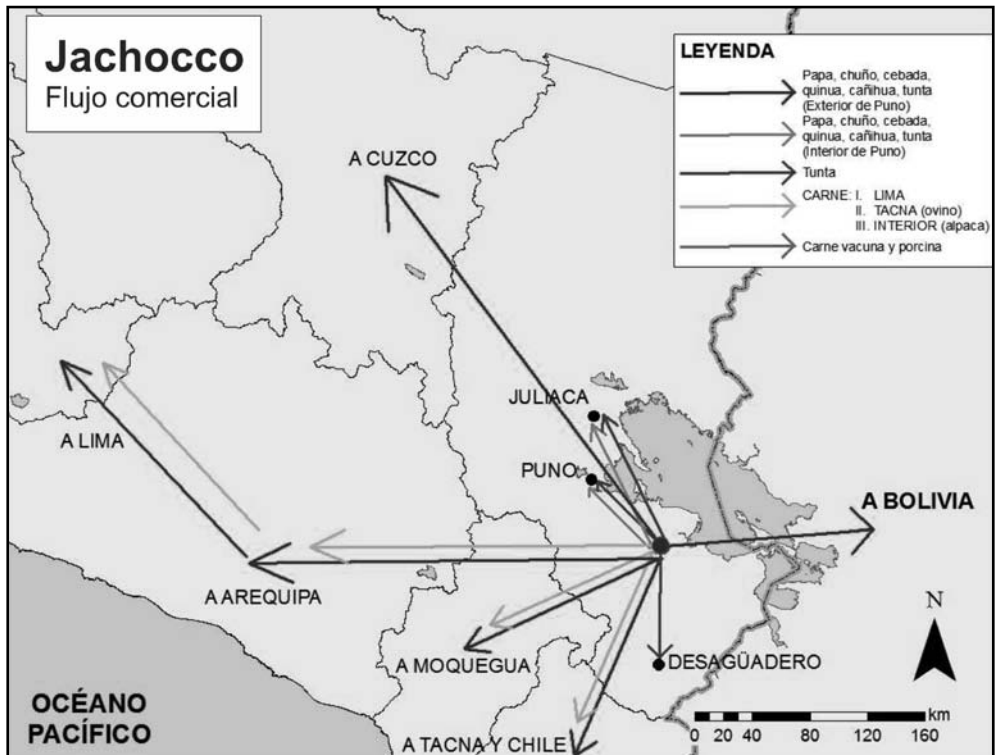 Jachocco
Flujo comercial
LEYENDA
Papa, chuño, cebada,
quinua, cañihua, tunta
(Exterior de Puno)
Papa, chuño, cebada,
quinua, cañihua, tunta
(Interior de Puno)
Tunta
CARNE: I. LIMA
II. TACNA (ovino)
III. INTERIOR (alpaca)
Carne vacuna y porcina
A CUZCO
JULIACA
A LIMA
PUNO
A BOLIVIA
A AREQUIPA
A MOQUEGUA
DESAGÜADERO
A TACNA Y CHILE
OCÉANO
PACÍFICO
N
km
0 20 40 80 120 160